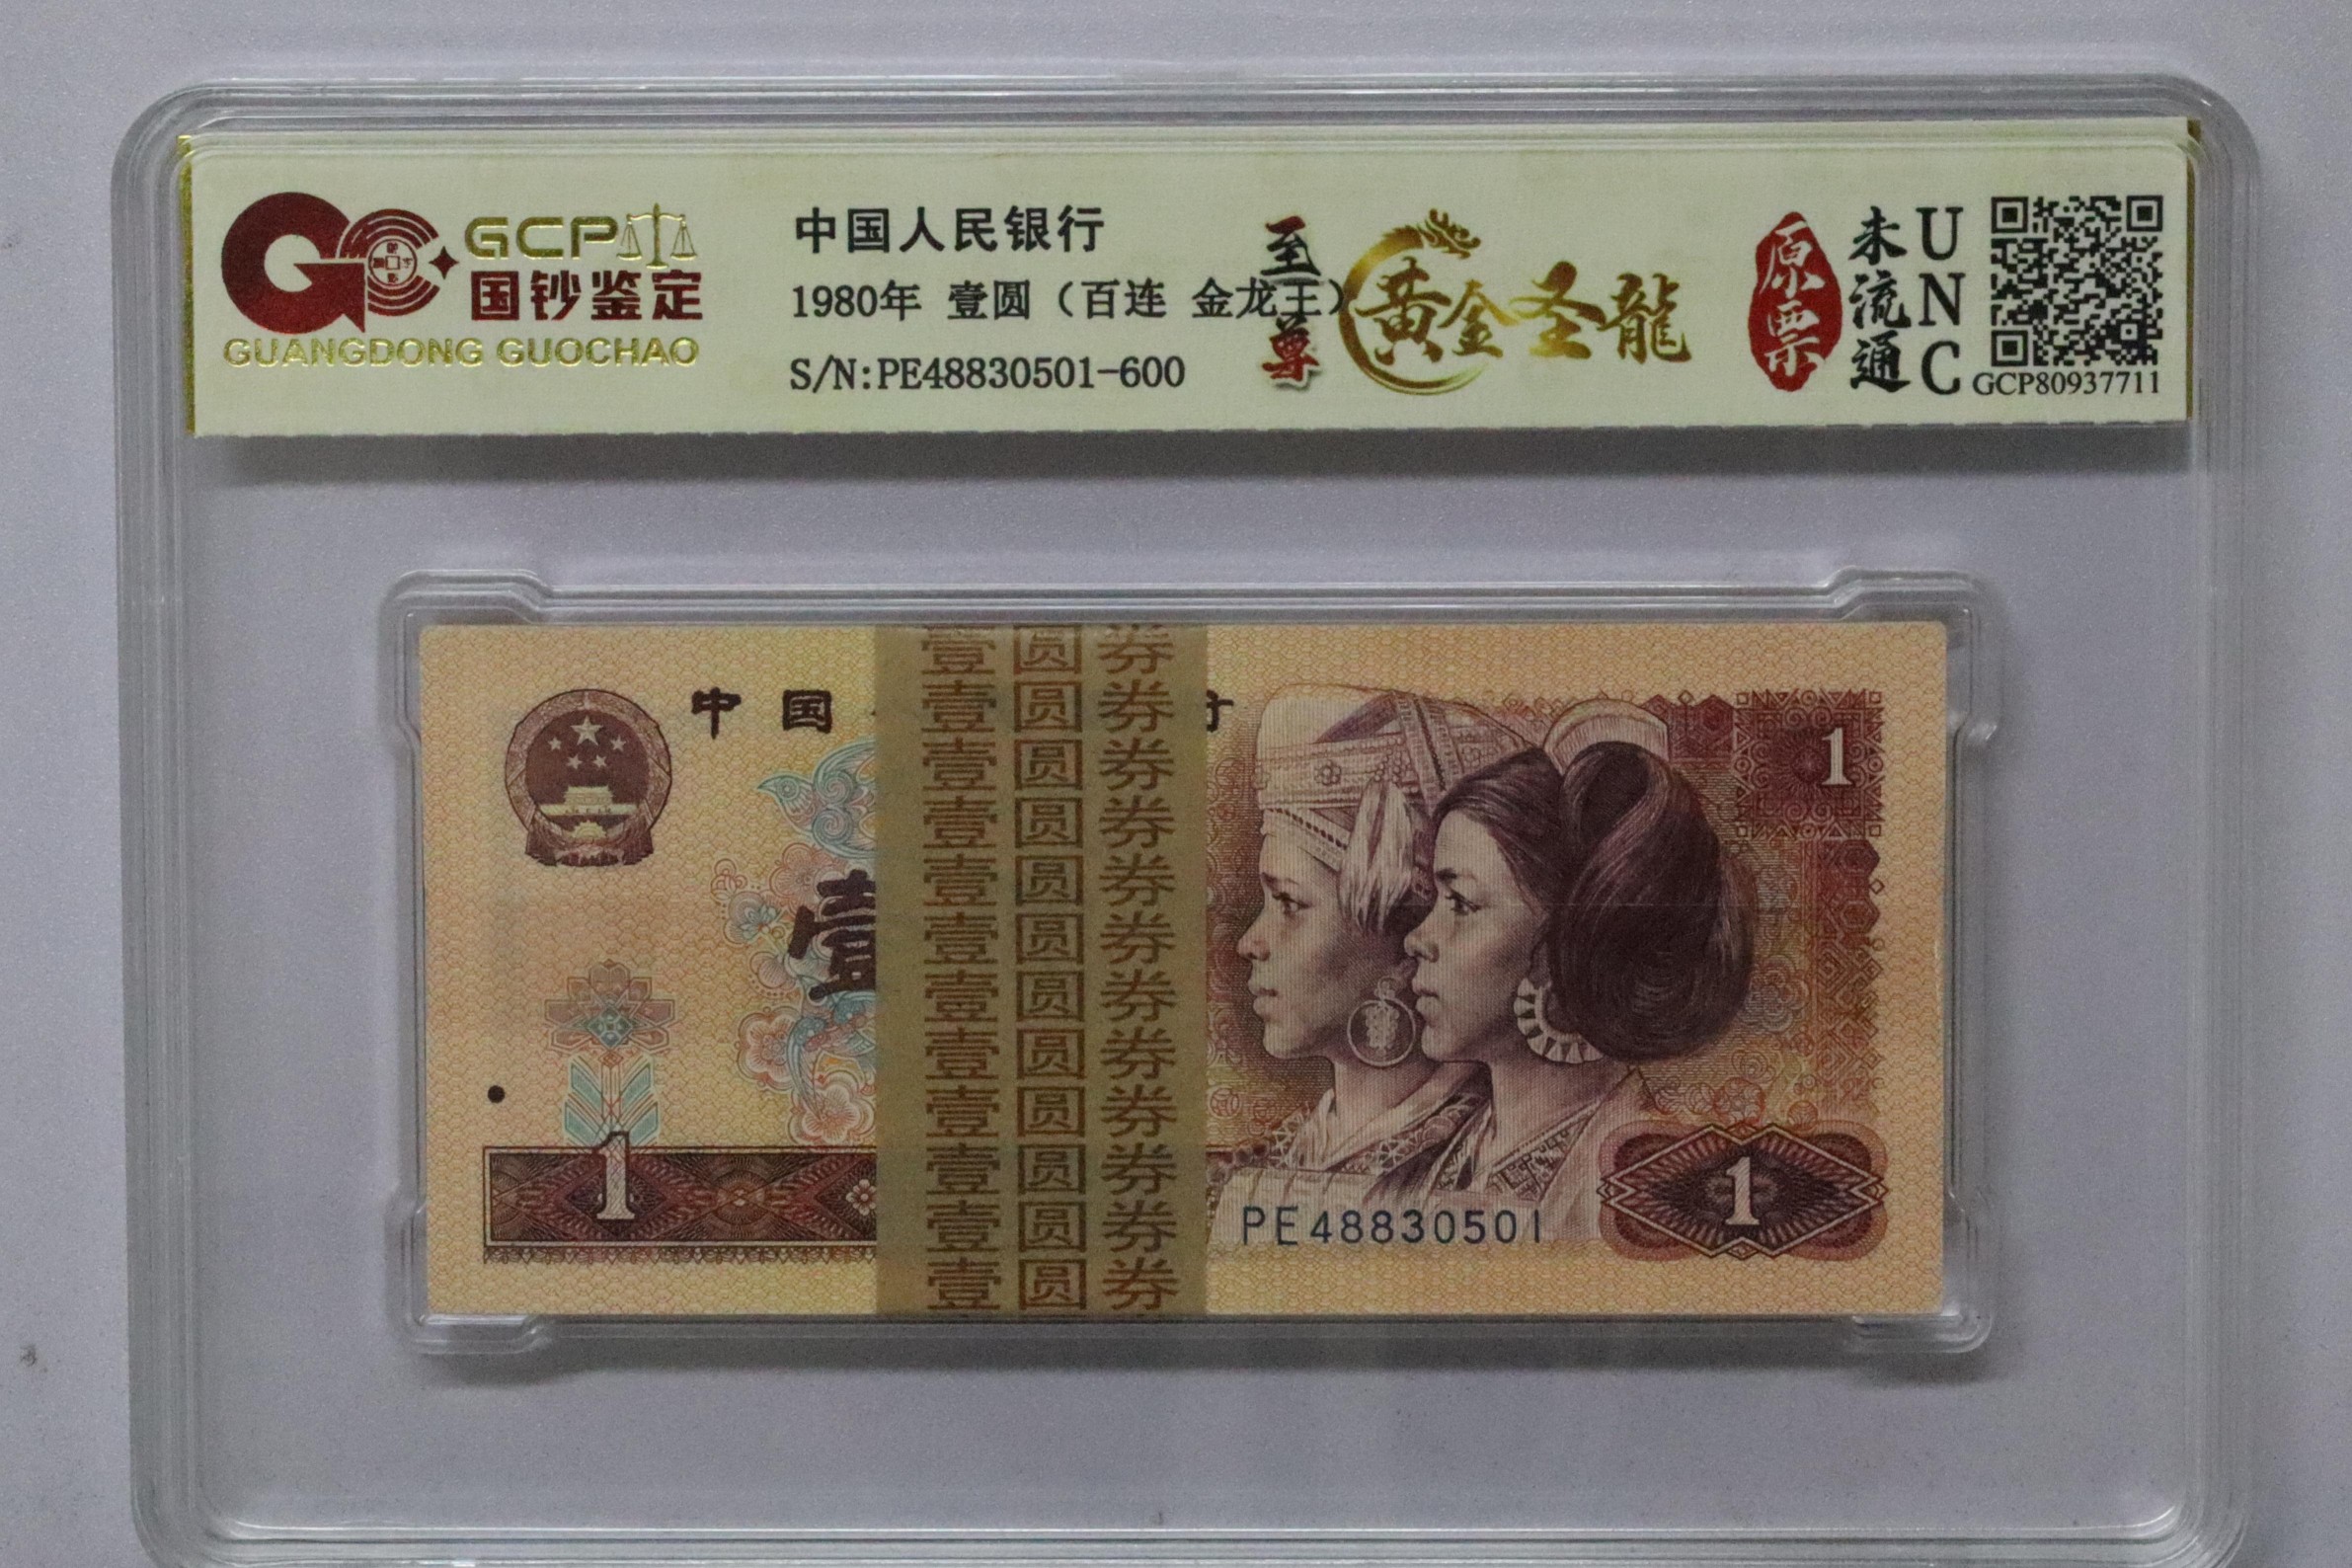 GCP
国钞鉴定
GUANGDONG GUOCHAO
中国人民银行
1980年 壹圆（百连 金龙王）
S/N:PE48830501-600
至尊
黄金圣龍
原票
未流通
UNC
GCP80937711
中国
壹
1
1
1
PE48830501
壹圆券
壹圆券
壹圆券
壹圆券
壹圆券
壹圆券
壹圆券
壹圆券
壹圆券
壹圆券
壹圆券
壹圆券